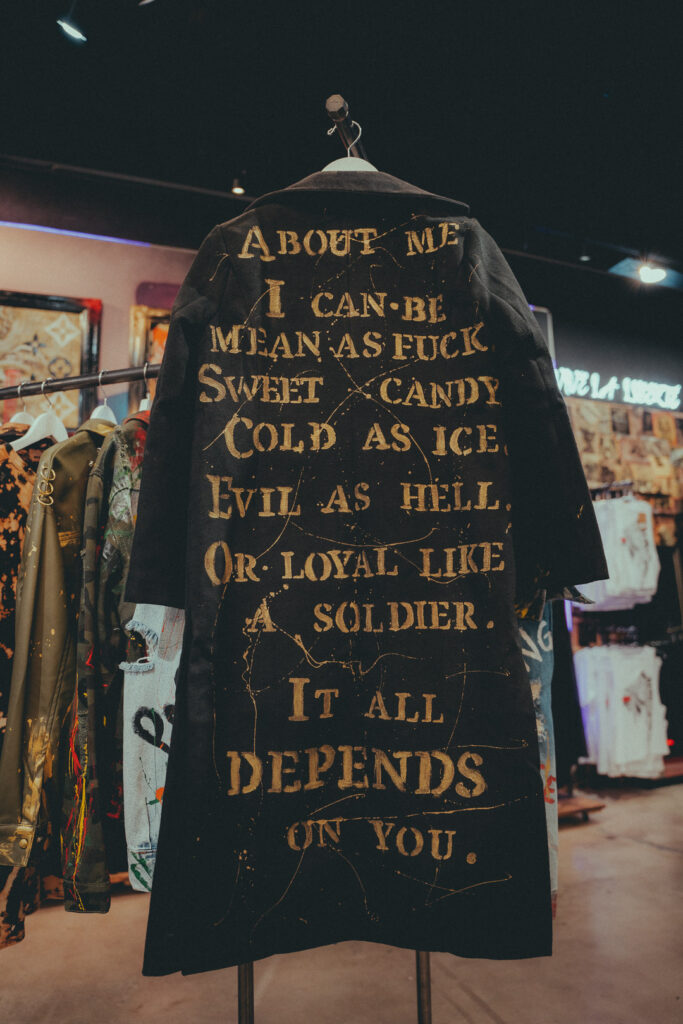 ABOUT ME
I CAN·BE
MEAN AS FUCK.
SWEET CANDY
COLD AS ICE.
EVIL AS HELL.
OR· LOYAL LIKE
A SOLDIER.
IT ALL
DEPENDS
ON YOU.